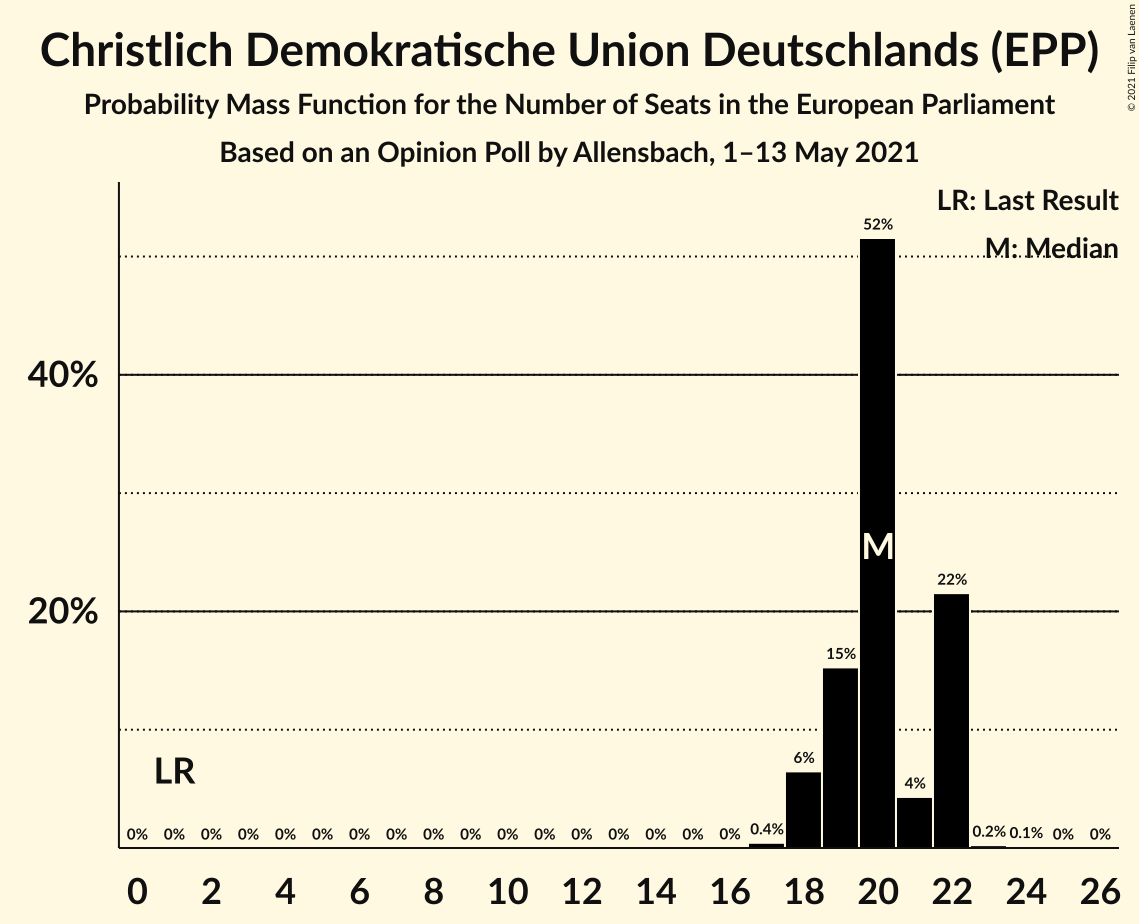 Christlich Demokratische Union Deutschlands (EPP)
Probability Mass Function for the Number of Seats in the European Parliament
Based on an Opinion Poll by Allensbach, 1–13 May 2021
© 2021 Filip van Laenen
LR: Last Result
M: Median
52%
40%
M
22%
20%
15%
LR
6%
4%
0% 0% 0% 0% 0% 0% 0% 0% 0% 0% 0% 0% 0% 0% 0% 0% 0% 0.4% 0.2% 0.1% 0% 0%
0 2 4 6 8 10 12 14 16 18 20 22 24 26